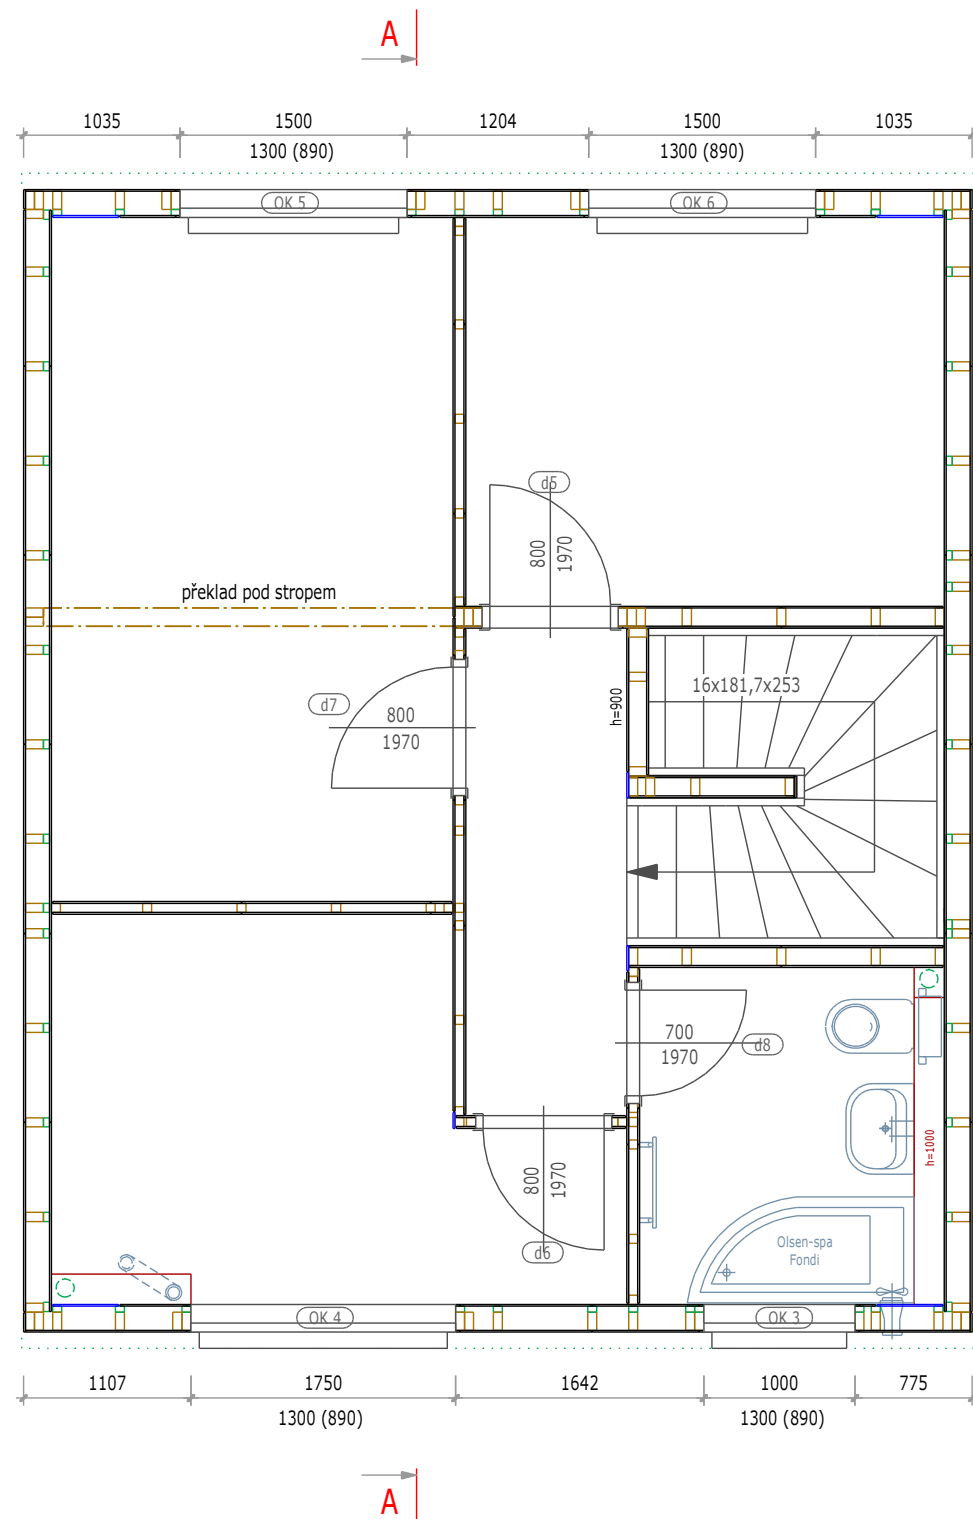 A
1035
1500
1204
1500
1035
1300 (890)
1300 (890)
OK 5
OK 6
d5
800
1970
překlad pod stropem
16x181,7x253
h=900
d7
800
1970
700
1970
d8
h=1000
800
1970
d6
Olsen-spa
Fondi
OK 4
OK 3
1107
1750
1642
1000
775
1300 (890)
1300 (890)
A